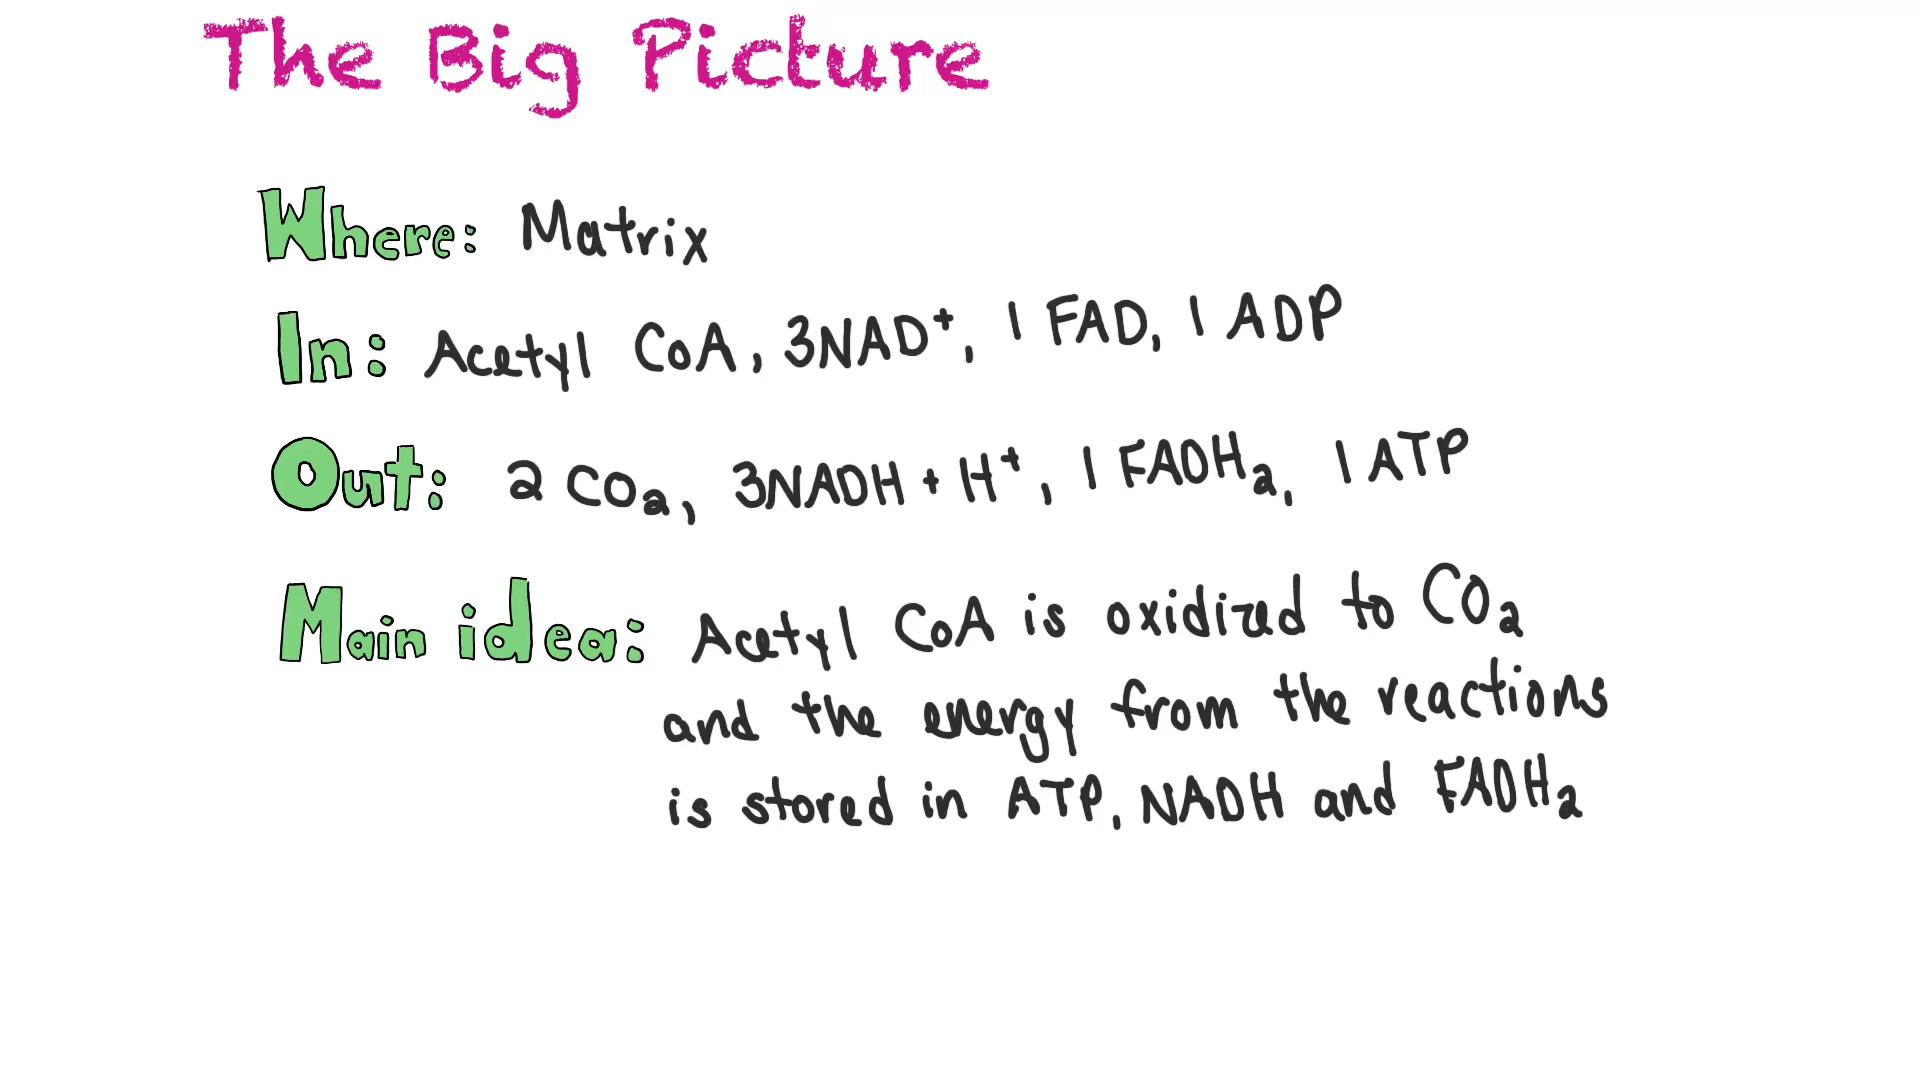 The Big Picture
Where: Matrix
In: Acetyl CoA, 3NAD⁺, 1 FAD, 1 ADP
Out: 2 CO₂, 3NADH + H⁺, 1 FADH₂, 1 ATP
Main idea: Acetyl CoA is oxidized to CO₂
and the energy from the reactions
is stored in ATP, NADH and FADH₂